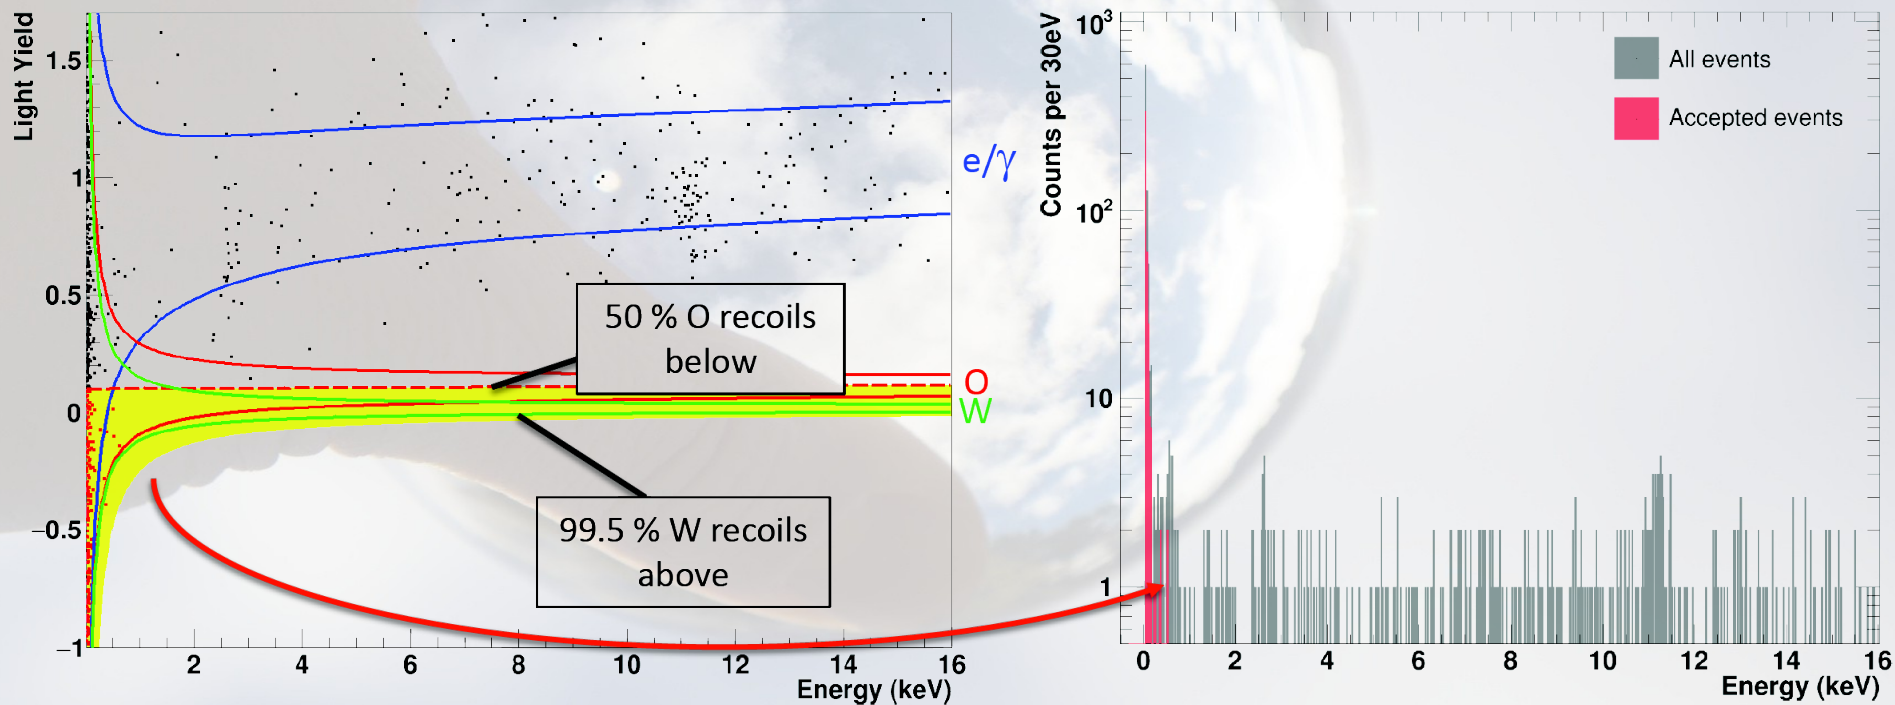 Light Yield
1.5
1
0.5
0
−0.5
−1
2 4 6 8 10 12 14 16
Energy (keV)
e/γ
50 % O recoils
below
O
W
99.5 % W recoils
above
Counts per 30eV
10³
10²
10
1
0 2 4 6 8 10 12 14 16
Energy (keV)
All events
Accepted events